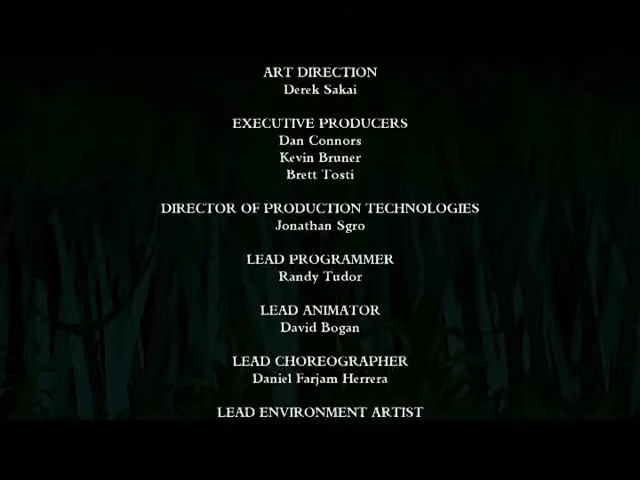 ART DIRECTION
Derek Sakai
EXECUTIVE PRODUCERS
Dan Connors
Kevin Bruner
Brett Tosti
DIRECTOR OF PRODUCTION TECHNOLOGIES
Jonathan Sgro
LEAD PROGRAMMER
Randy Tudor
LEAD ANIMATOR
David Bogan
LEAD CHOREOGRAPHER
Daniel Farjam Herrera
LEAD ENVIRONMENT ARTIST